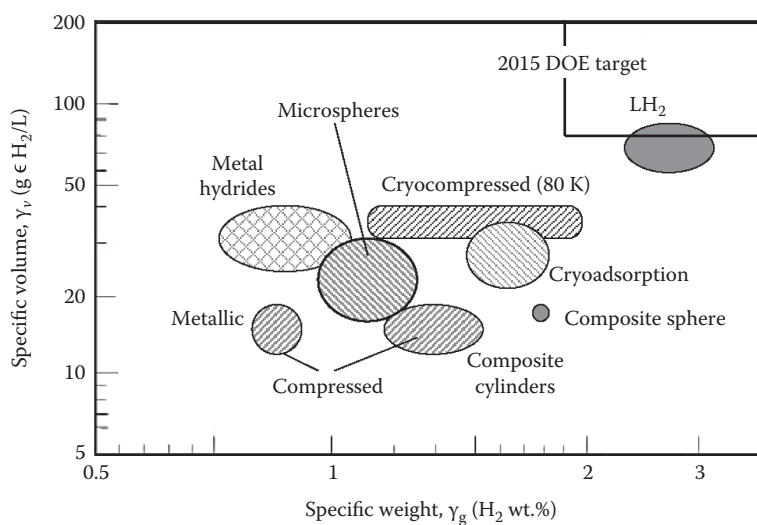 200
2015 DOE target
100
LH₂
Microspheres
Metal
hydrides
Cryocompressed (80 K)
50
Specific volume, γᵥ (g ϵ H₂/L)
Cryoadsorption
20
Metallic
Composite sphere
10
Compressed
Composite
cylinders
5
0.5
1
2
3
Specific weight, γg (H₂ wt.%)